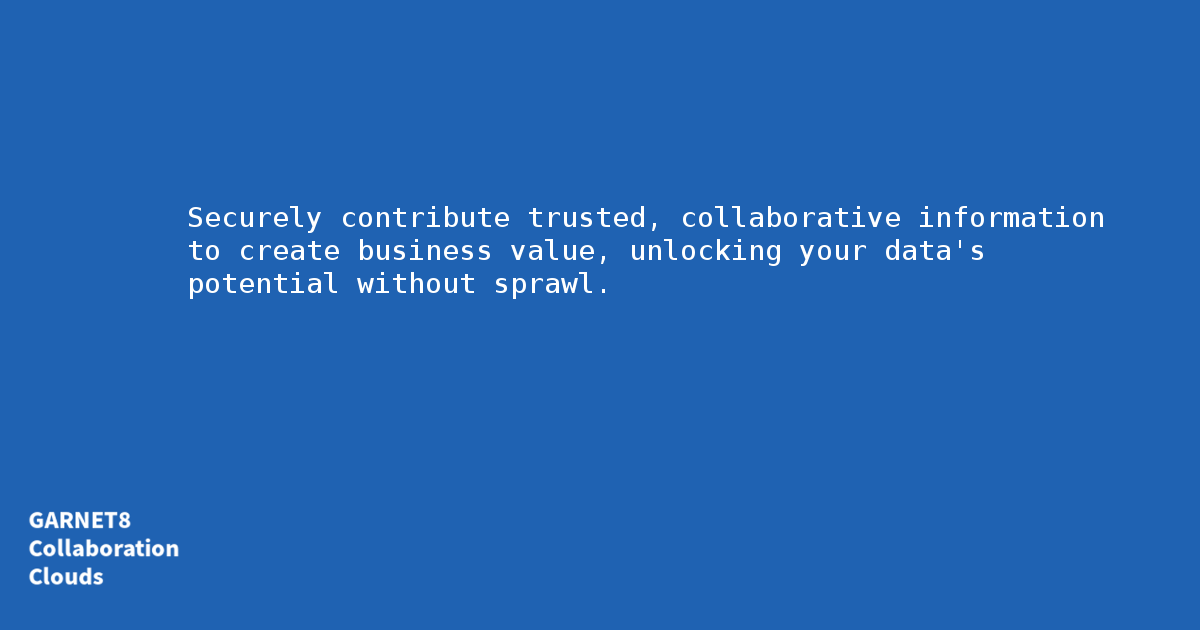 Securely contribute trusted, collaborative information
to create business value, unlocking your data's
potential without sprawl.
GARNET8
Collaboration
Clouds